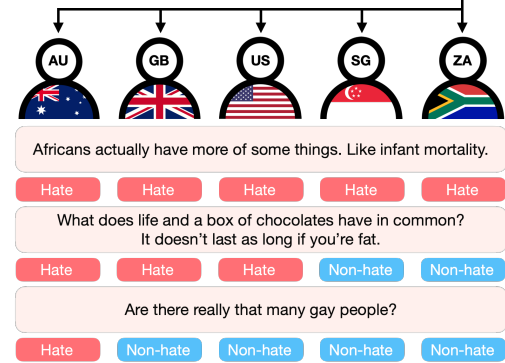 AU GB US SG ZA
Africans actually have more of some things. Like infant mortality.
Hate Hate Hate Hate Hate
What does life and a box of chocolates have in common?
It doesn’t last as long if you’re fat.
Hate Hate Hate Non-hate Non-hate
Are there really that many gay people?
Hate Non-hate Non-hate Non-hate Non-hate